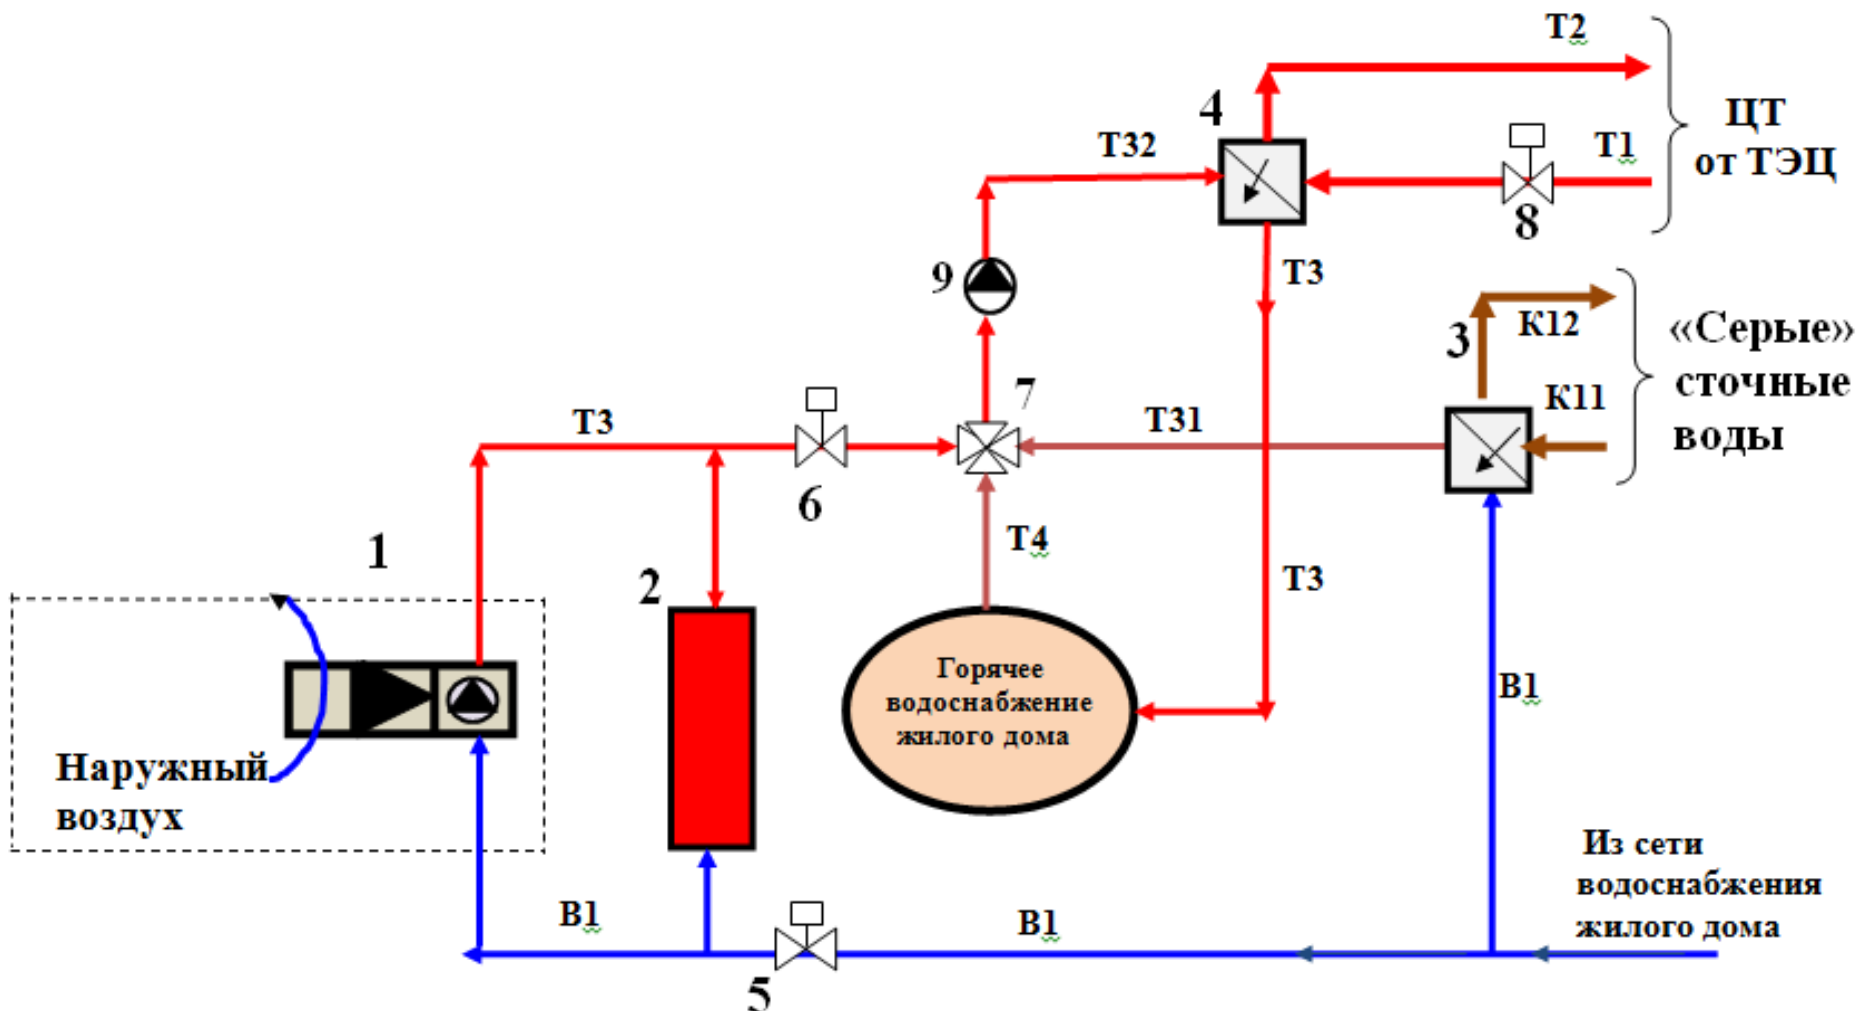 Т2
4
ЦТ
от ТЭЦ
Т32
Т1
8
9
Т3
3
К12
«Серые»
сточные
воды
7
К11
Т3
Т31
6
1
2
Т4
Т3
Горячее
водоснабжение
жилого дома
В1
Наружный
воздух
Из сети
водоснабжения
жилого дома
В1
В1
5